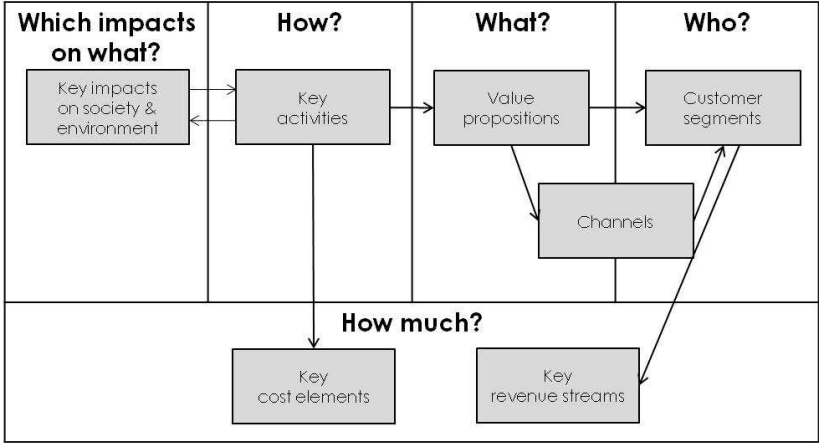 Which impacts
on what?
How?
What?
Who?
Key impacts
on society &
environment
Key
activities
Value
propositions
Customer
segments
Channels
How much?
Key
cost elements
Key
revenue streams